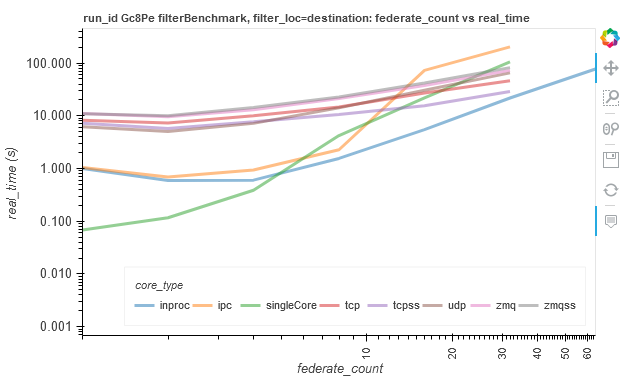 run_id Gc8Pe filterBenchmark, filter_loc=destination: federate_count vs real_time
100.000
10.000
1.000
0.100
0.010
0.001
real_time (s)
core_type
inproc ipc singleCore tcp tcpss udp zmq zmqss
10 20 30 40 50 60
federate_count